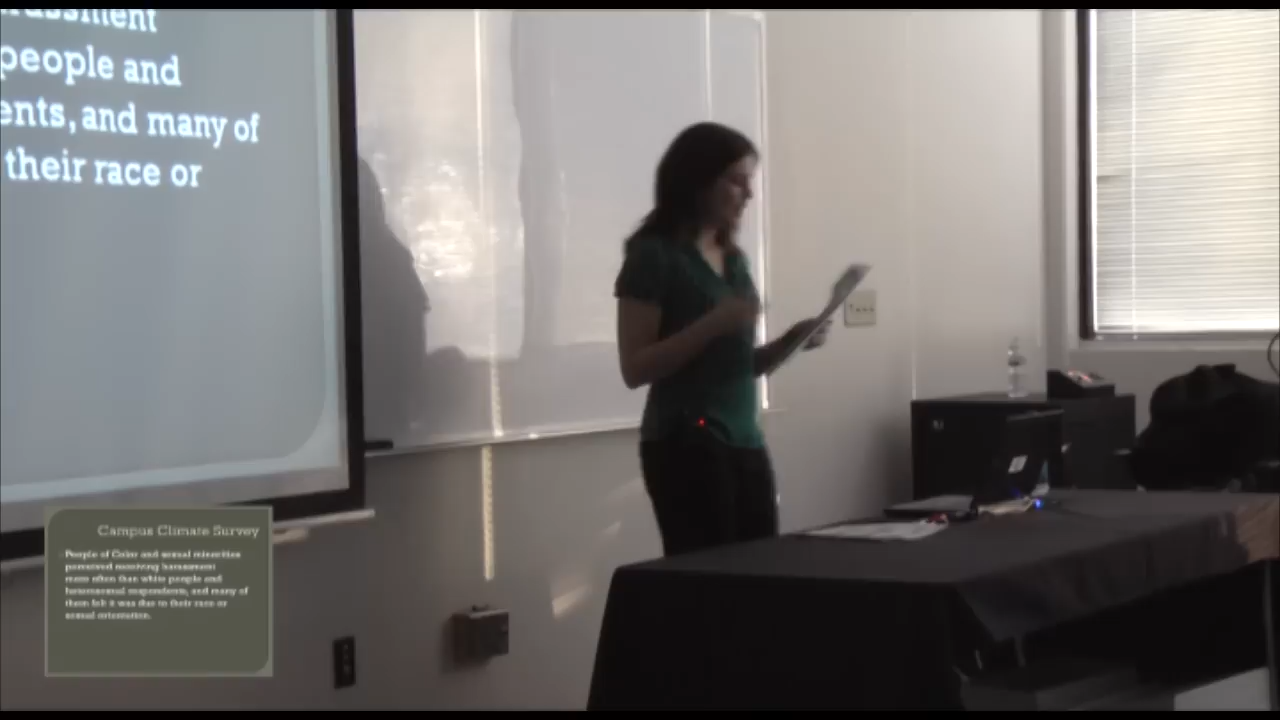 arassment
people and
ents, and many of
their race or
Campus Climate Survey
People of Color and sexual minorities
perceived receiving harassment
more often than white people and
heterosexual respondents, and many of
them felt it was due to their race or
sexual orientation.